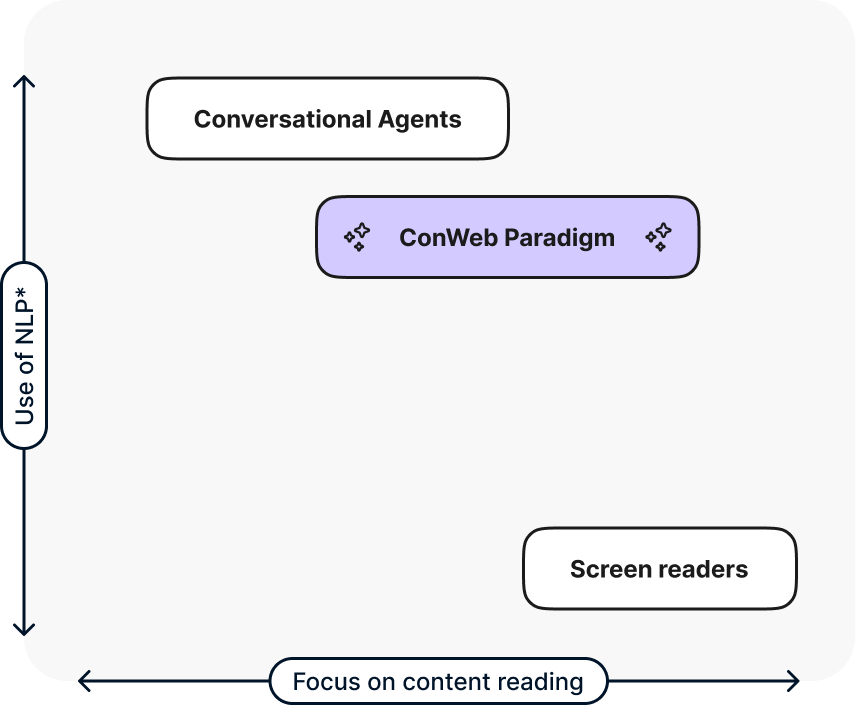 Conversational Agents
ConWeb Paradigm
Use of NLP*
Screen readers
Focus on content reading